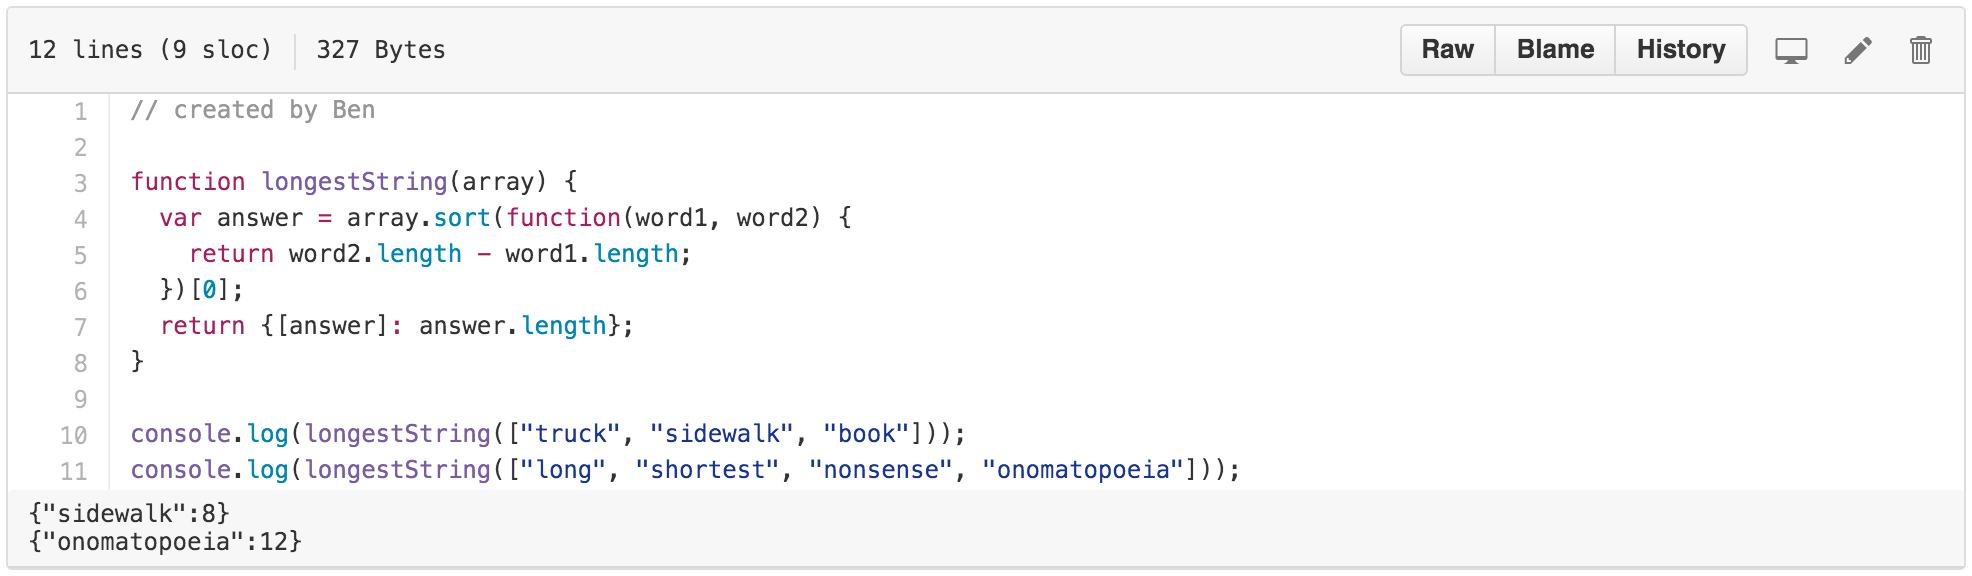 12 lines (9 sloc) 327 Bytes Raw Blame History
1 // created by Ben
2
3 function longestString(array) {
4   var answer = array.sort(function(word1, word2) {
5     return word2.length - word1.length;
6   })[0];
7   return {[answer]: answer.length};
8 }
9
10 console.log(longestString(["truck", "sidewalk", "book"]));
11 console.log(longestString(["long", "shortest", "nonsense", "onomatopoeia"]));
{"sidewalk":8}
{"onomatopoeia":12}